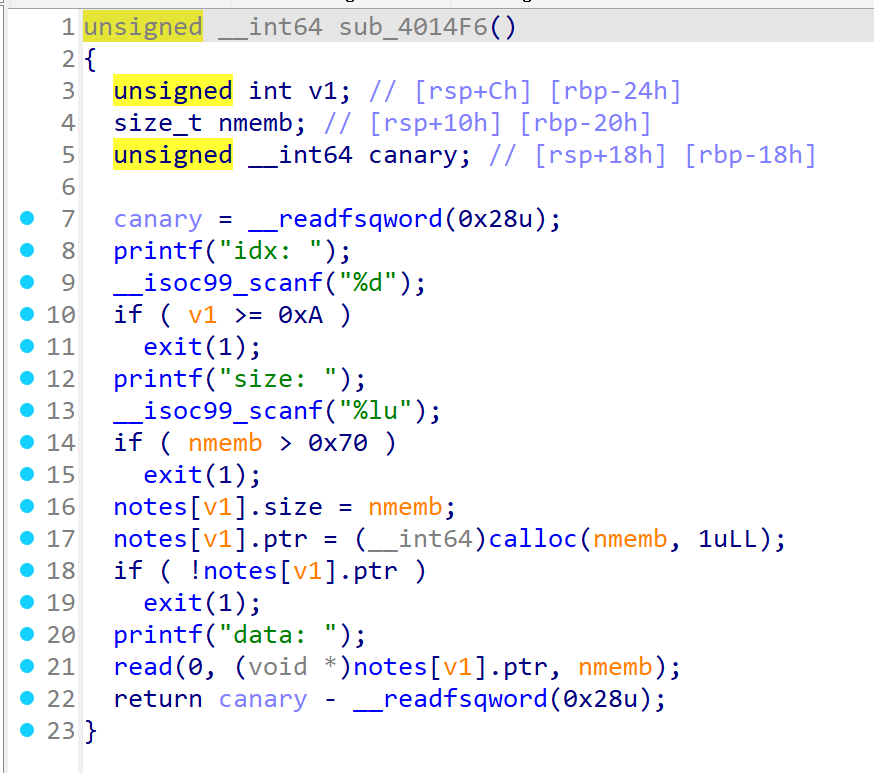 1 unsigned __int64 sub_4014F6()
2 {
3 unsigned int v1; // [rsp+Ch] [rbp-24h]
4 size_t nmemb; // [rsp+10h] [rbp-20h]
5 unsigned __int64 canary; // [rsp+18h] [rbp-18h]
6
7 canary = __readfsqword(0x28u);
8 printf("idx: ");
9 __isoc99_scanf("%d");
10 if ( v1 >= 0xA )
11 exit(1);
12 printf("size: ");
13 __isoc99_scanf("%lu");
14 if ( nmemb > 0x70 )
15 exit(1);
16 notes[v1].size = nmemb;
17 notes[v1].ptr = (__int64)calloc(nmemb, 1uLL);
18 if ( !notes[v1].ptr )
19 exit(1);
20 printf("data: ");
21 read(0, (void *)notes[v1].ptr, nmemb);
22 return canary - __readfsqword(0x28u);
23 }